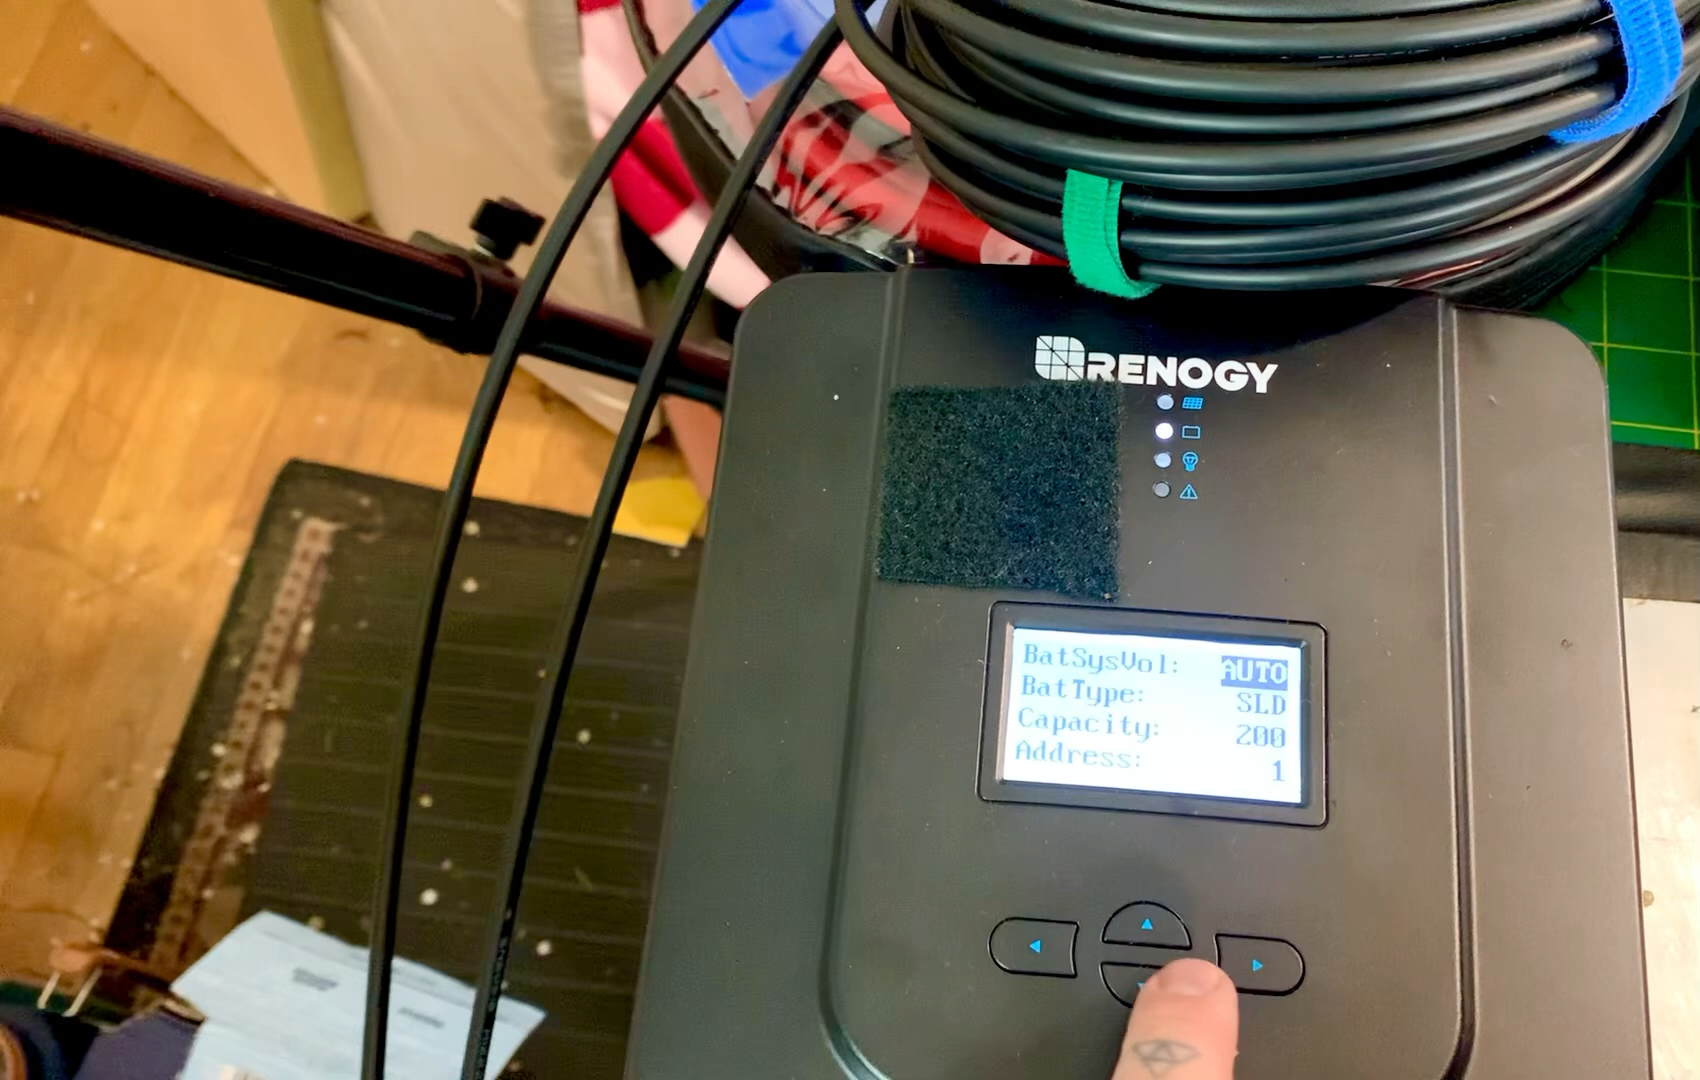 RENOGY
BatSysVol: AUTO
BatType: SLD
Capacity: 200
Address: 1